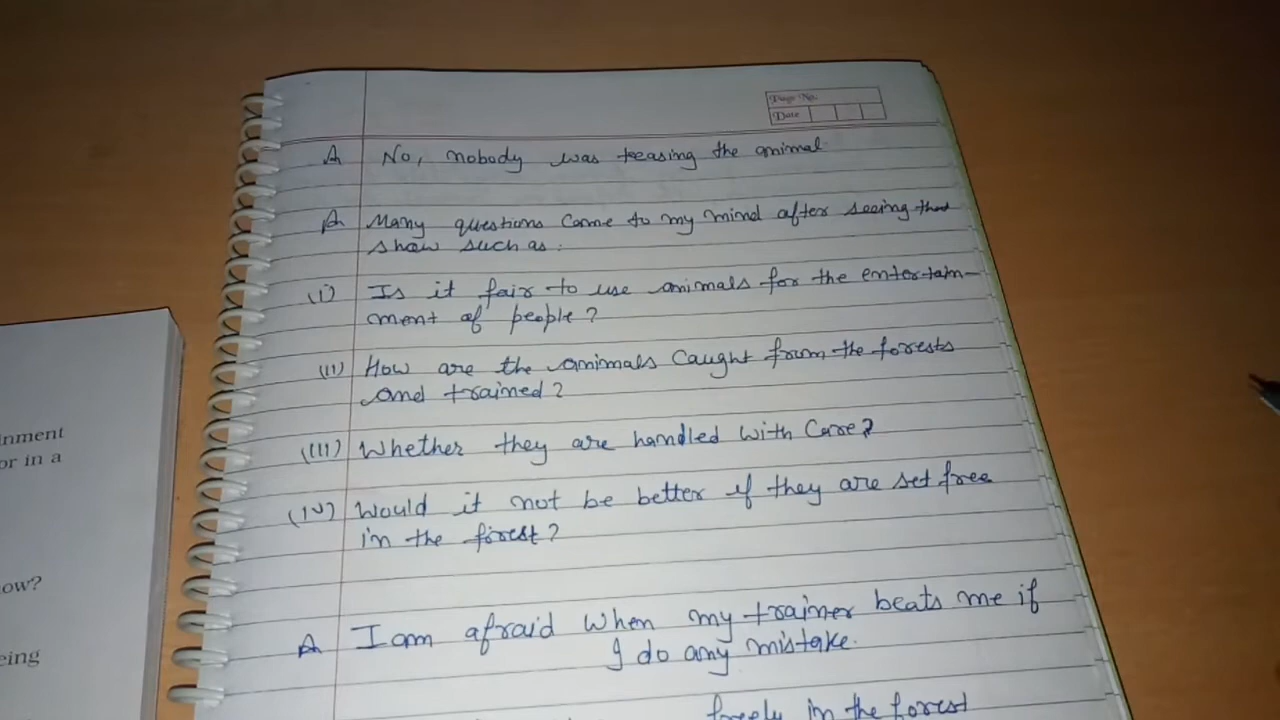 Page No.
Date
A No, nobody was teasing the animal
A Many questions come to my mind after seeing that
show such as :
(i) Is it fair to use animals for the entertain-
ment of people ?
(ii) How are the animals caught from the forests
and trained ?
(iii) Whether they are handled with care?
(iv) Would it not be better if they are set free
in the forest ?
A I am afraid when my trainer beats me if
I do any mistake.
freely in the forest
nment
or in a
ow?
eing